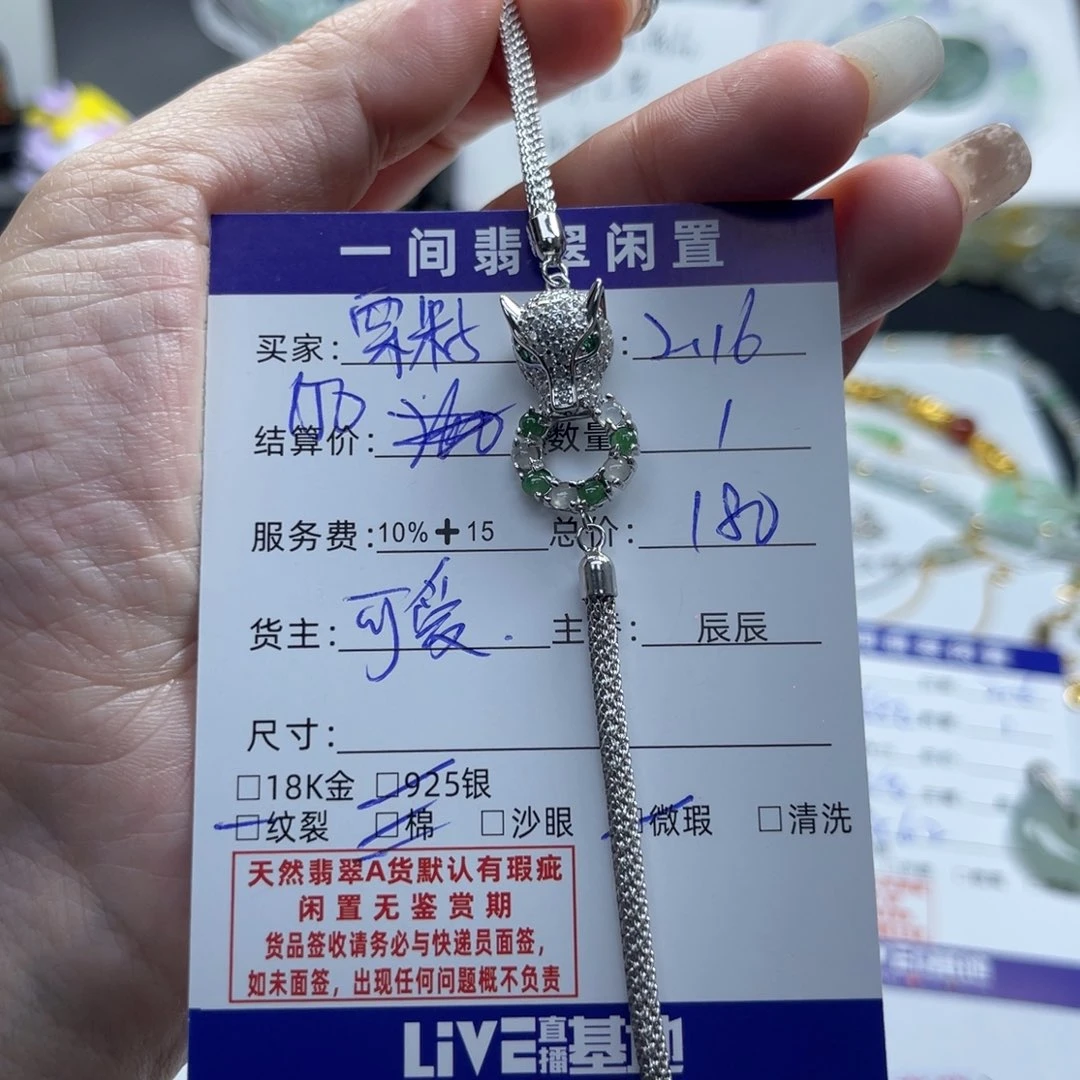 一间翡翠闲置
买家: :2.16
结算价: 数量 1
服务费:10%+15 总价: 180
货主:可爱. 主 : 辰辰
尺寸:
□18K金 □925银
□纹裂 □棉 □沙眼 □微瑕 □清洗
天然翡翠A货默认有瑕疵
闲置无鉴赏期
货品签收请务必与快递员面签,
如未面签,出现任何问题概不负责
LiVE直播基地